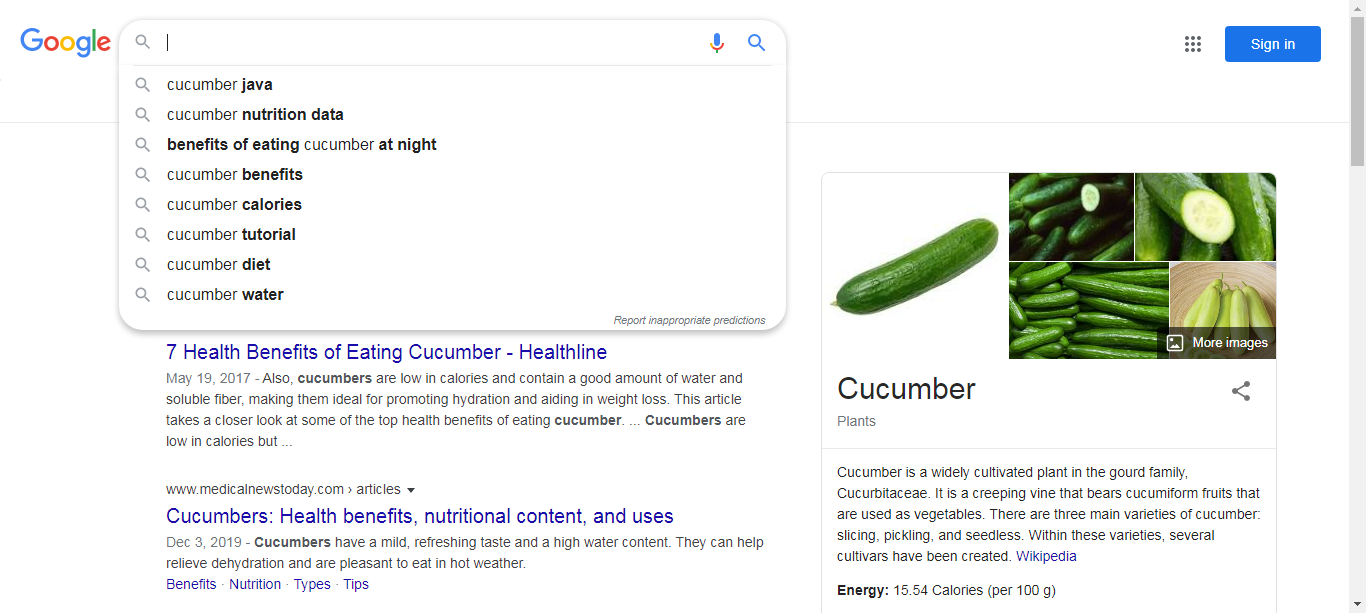 Google
Sign in
cucumber java
cucumber nutrition data
benefits of eating cucumber at night
cucumber benefits
cucumber calories
cucumber tutorial
cucumber diet
cucumber water
Report inappropriate predictions
7 Health Benefits of Eating Cucumber - Healthline
May 19, 2017 - Also, cucumbers are low in calories and contain a good amount of water and
soluble fiber, making them ideal for promoting hydration and aiding in weight loss. This article
takes a closer look at some of the top health benefits of eating cucumber. ... Cucumbers are
low in calories but ...
www.medicalnewstoday.com › articles
Cucumbers: Health benefits, nutritional content, and uses
Dec 3, 2019 - Cucumbers have a mild, refreshing taste and a high water content. They can help
relieve dehydration and are pleasant to eat in hot weather.
Benefits · Nutrition · Types · Tips
More images
Cucumber
Plants
Cucumber is a widely cultivated plant in the gourd family,
Cucurbitaceae. It is a creeping vine that bears cucumiform fruits that
are used as vegetables. There are three main varieties of cucumber:
slicing, pickling, and seedless. Within these varieties, several
cultivars have been created. Wikipedia
Energy: 15.54 Calories (per 100 g)